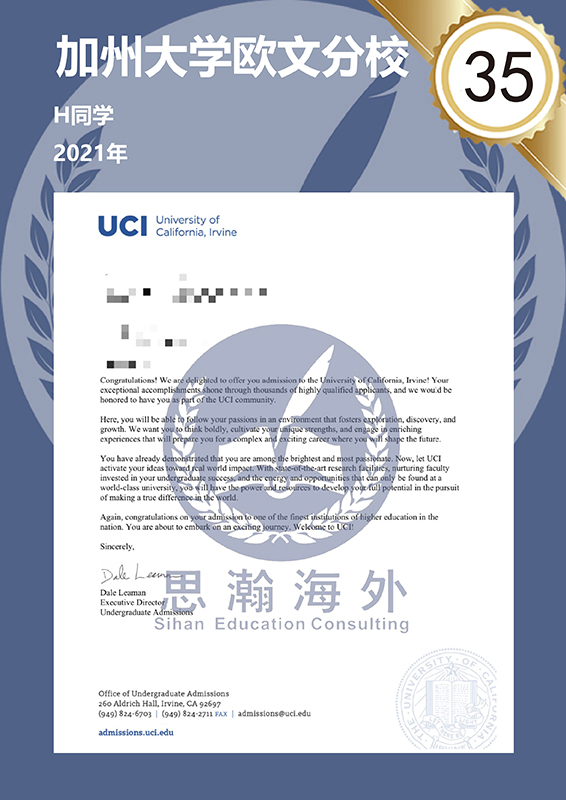 加州大学欧文分校
35
H同学
2021年
UCI University of
California, Irvine
Congratulations! We are delighted to offer you admission to the University of California, Irvine! Your
exceptional accomplishments shone through thousands of highly qualified applicants, and we would be
honored to have you as part of the UCI community.
Here, you will be able to follow your passions in an environment that fosters exploration, discovery, and
growth. We want you to think boldly, cultivate your unique strengths, and engage in enriching
experiences that will prepare you for a complex and exciting career where you will shape the future.
You have already demonstrated that you are among the brightest and most passionate. Now, let UCI
activate your ideas toward real world impact. With state-of-the-art research facilities, nurturing faculty
invested in your undergraduate success, and the energy and opportunities that can only be found at a
world-class university, you will have the power and resources to develop your full potential in the pursuit
of making a true difference in the world.
Again, congratulations on your admission to one of the finest institutions of higher education in the
nation. You are about to embark on an exciting journey. Welcome to UCI!
Sincerely,
Dale Leaman
Dale Leaman
Executive Director
Undergraduate Admissions
思瀚海外
Sihan Education Consulting
Office of Undergraduate Admissions
260 Aldrich Hall, Irvine, CA 92697
(949) 824-6703 | (949) 824-2711 FAX | admissions@uci.edu
admissions.uci.edu